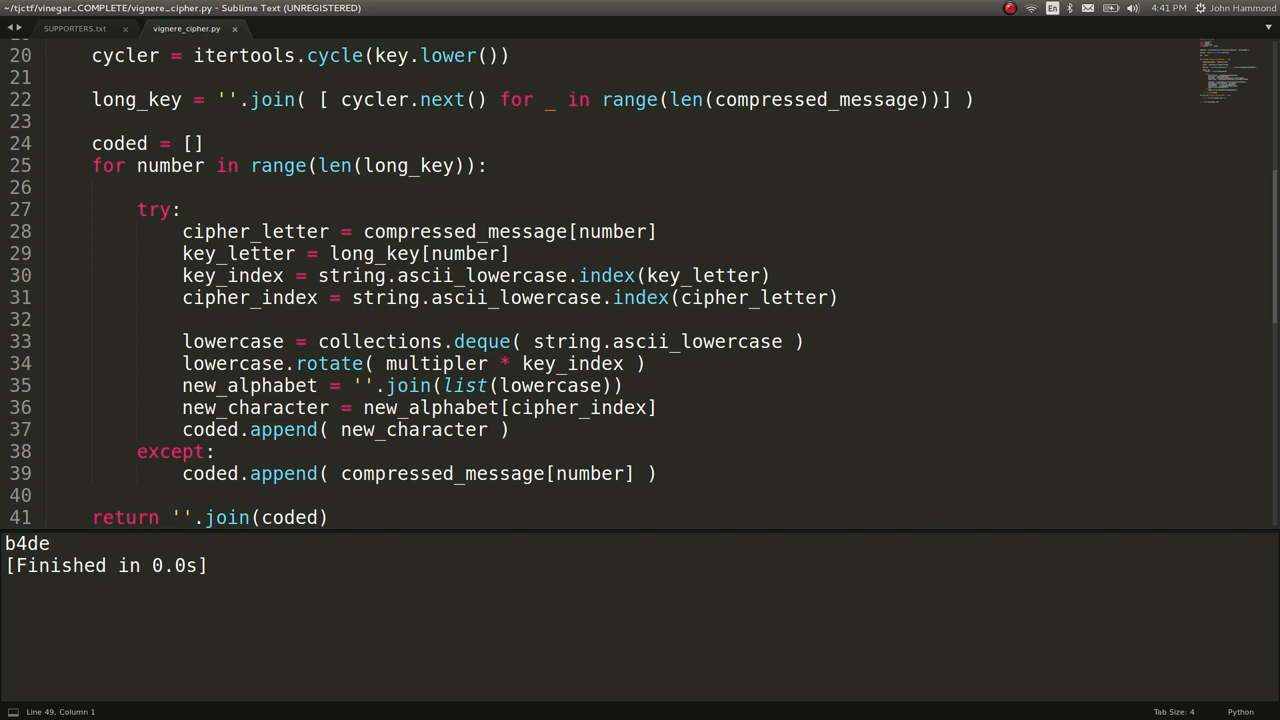 ~/tjctf/vinegar_COMPLETE/vignere_cipher.py - Sublime Text (UNREGISTERED)
En
4:41 PM
John Hammond
SUPPORTERS.txt ×
vignere_cipher.py ×
20 cycler = itertools.cycle(key.lower())
21
22 long_key = ''.join( [ cycler.next() for _ in range(len(compressed_message))] )
23
24 coded = []
25 for number in range(len(long_key)):
26
27 try:
28 cipher_letter = compressed_message[number]
29 key_letter = long_key[number]
30 key_index = string.ascii_lowercase.index(key_letter)
31 cipher_index = string.ascii_lowercase.index(cipher_letter)
32
33 lowercase = collections.deque( string.ascii_lowercase )
34 lowercase.rotate( multipler * key_index )
35 new_alphabet = ''.join(list(lowercase))
36 new_character = new_alphabet[cipher_index]
37 coded.append( new_character )
38 except:
39 coded.append( compressed_message[number] )
40
41 return ''.join(coded)
b4de
[Finished in 0.0s]
Line 49, Column 1
Tab Size: 4
Python